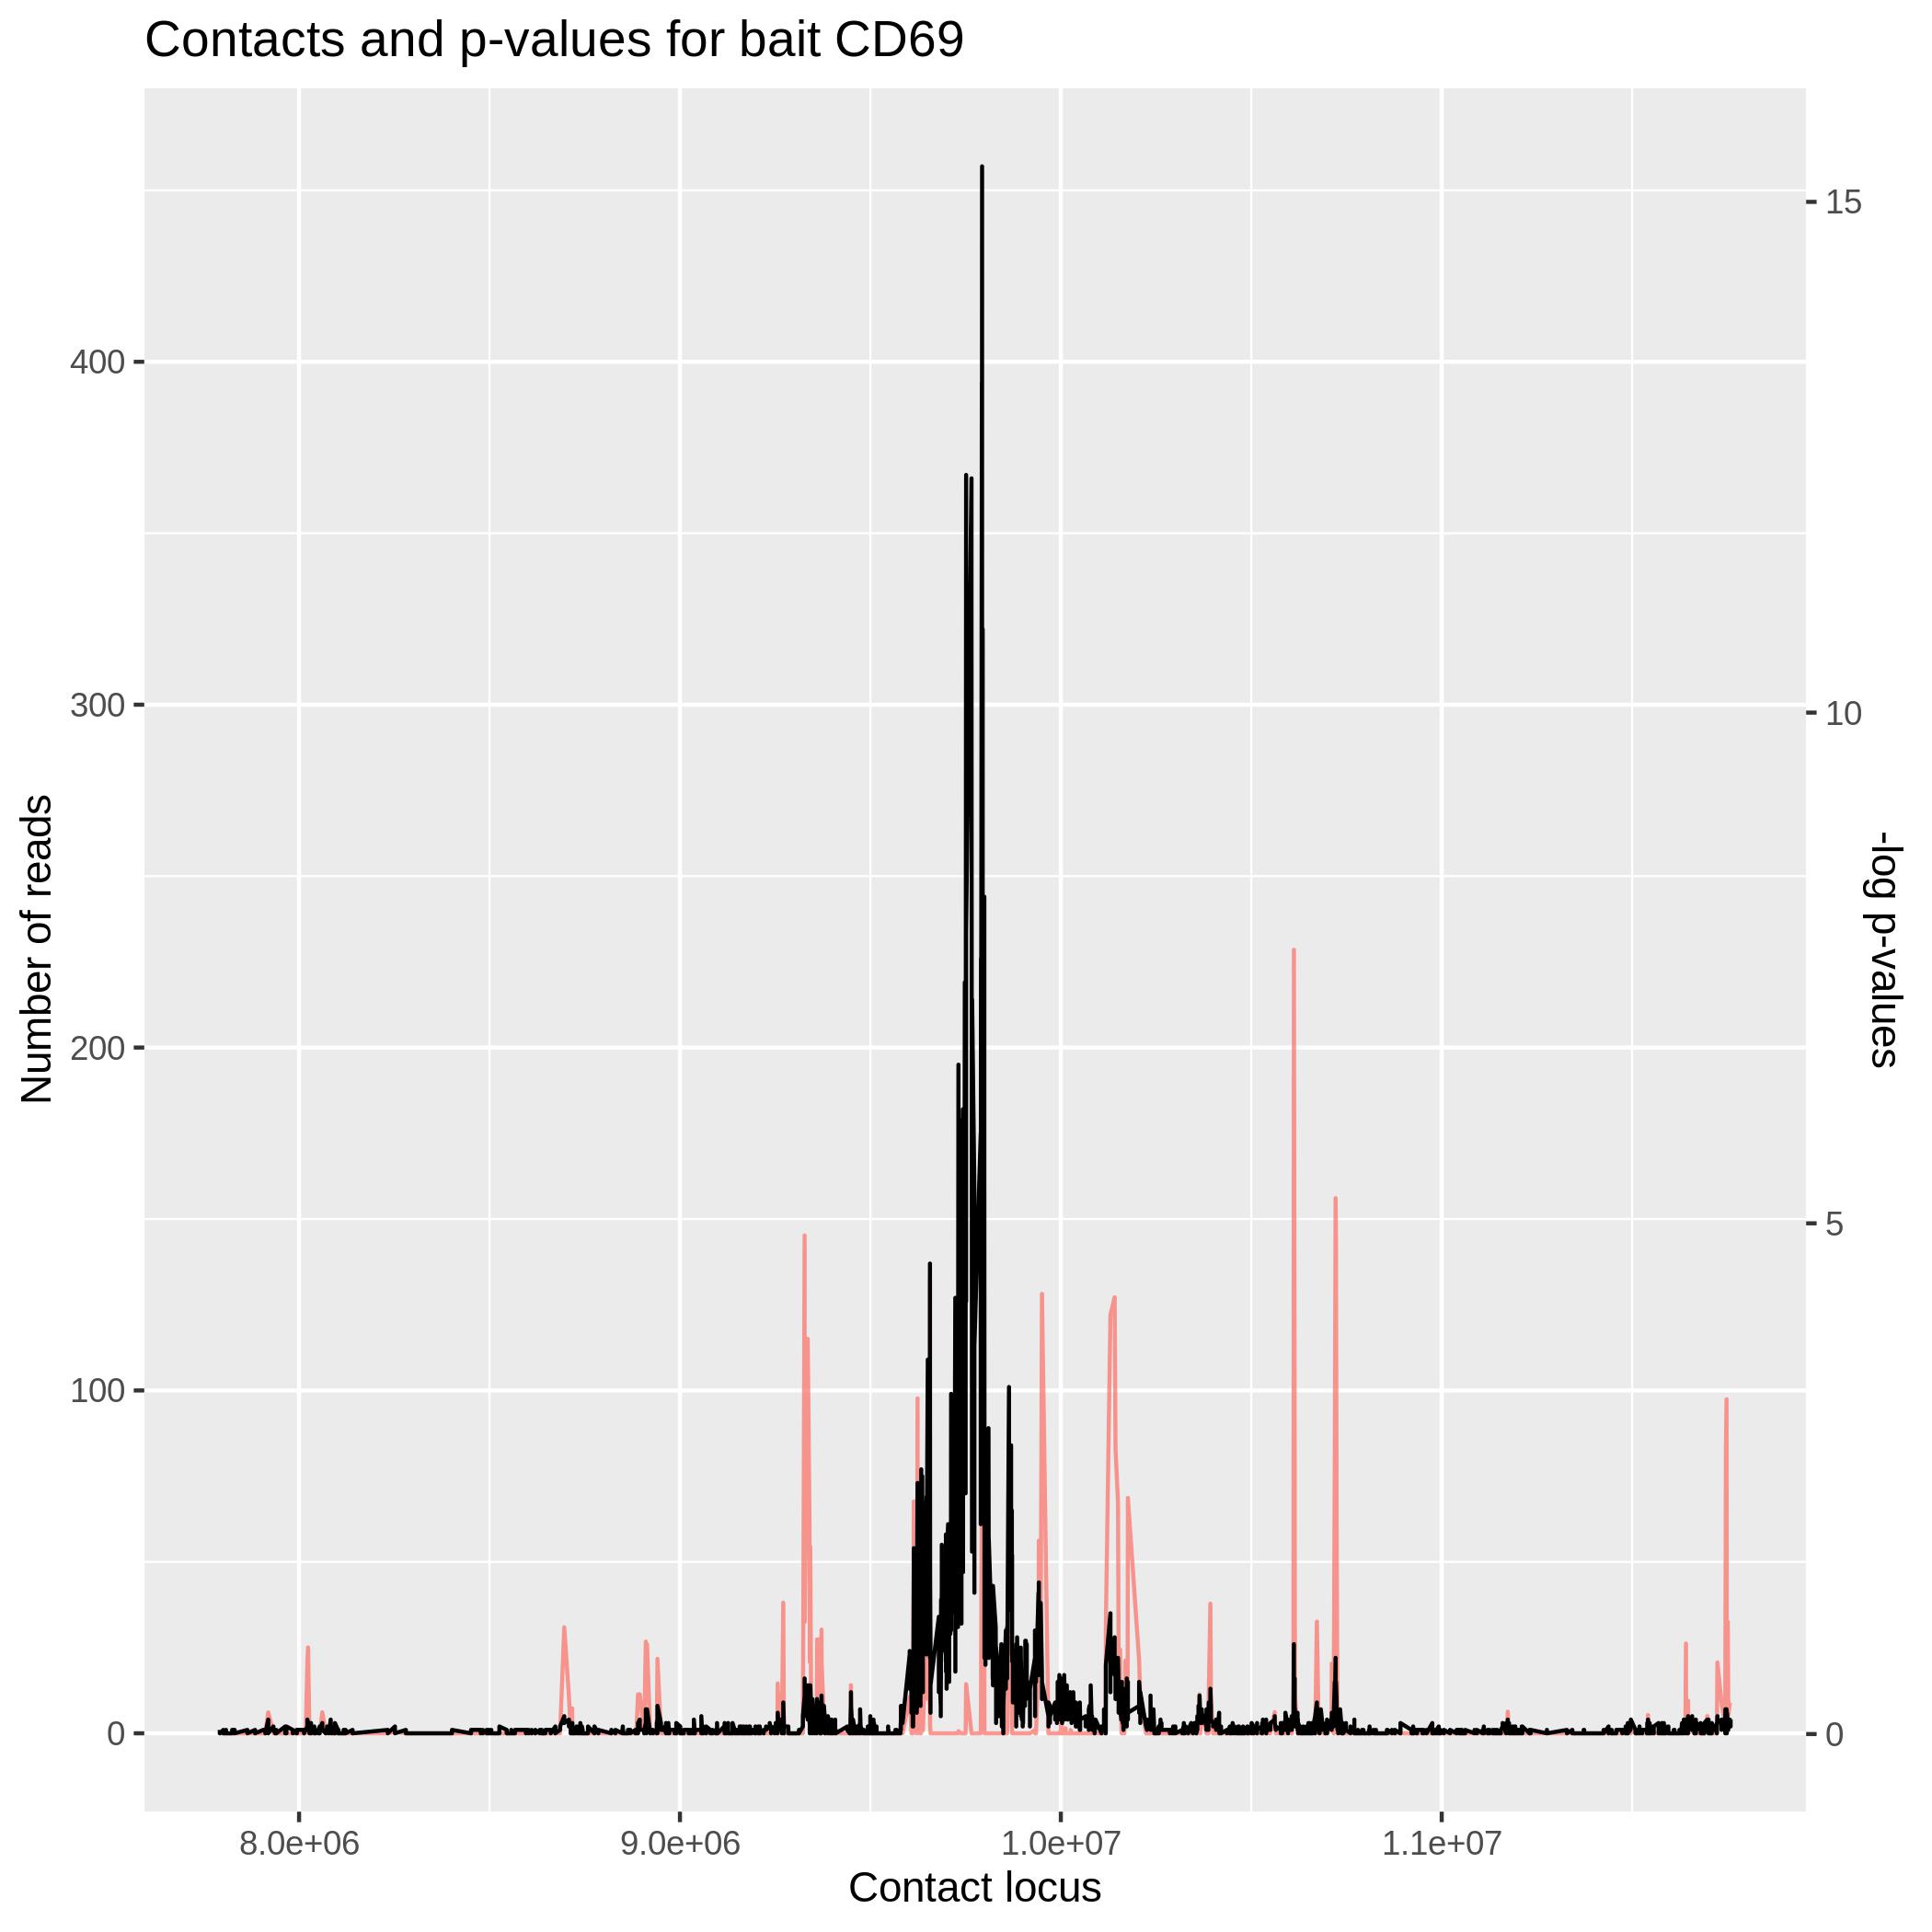 Contacts and p-values for bait CD69
Number of reads
400
300
200
100
0
15
10
5
0
-log p-values
8.0e+06
9.0e+06
1.0e+07
1.1e+07
Contact locus